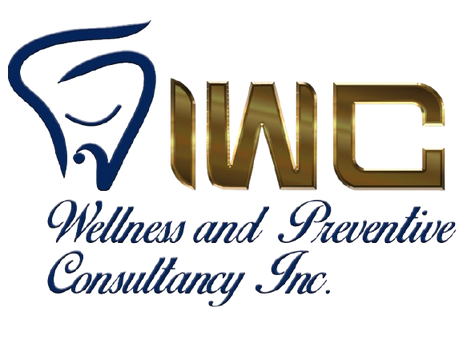 IWC
Wellness and Preventive
Consultancy Inc.